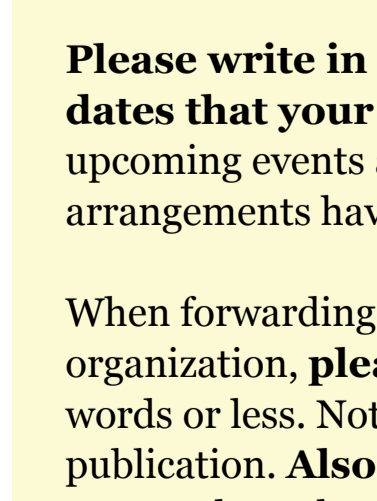 Please write in
dates that your
upcoming events
arrangements hav
When forwarding
organization, plea
words or less. Not
publication. Also